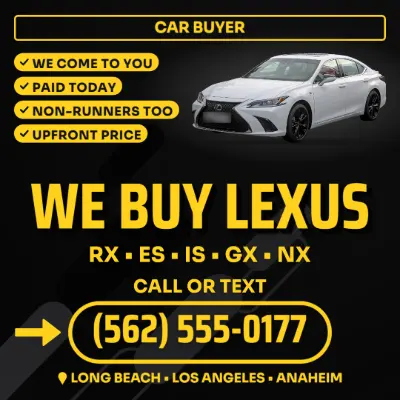 CAR BUYER
✓ WE COME TO YOU
✓ PAID TODAY
✓ NON-RUNNERS TOO
✓ UPFRONT PRICE
WE BUY LEXUS
RX • ES • IS • GX • NX
CALL OR TEXT
(562) 555-0177
LONG BEACH • LOS ANGELES • ANAHEIM